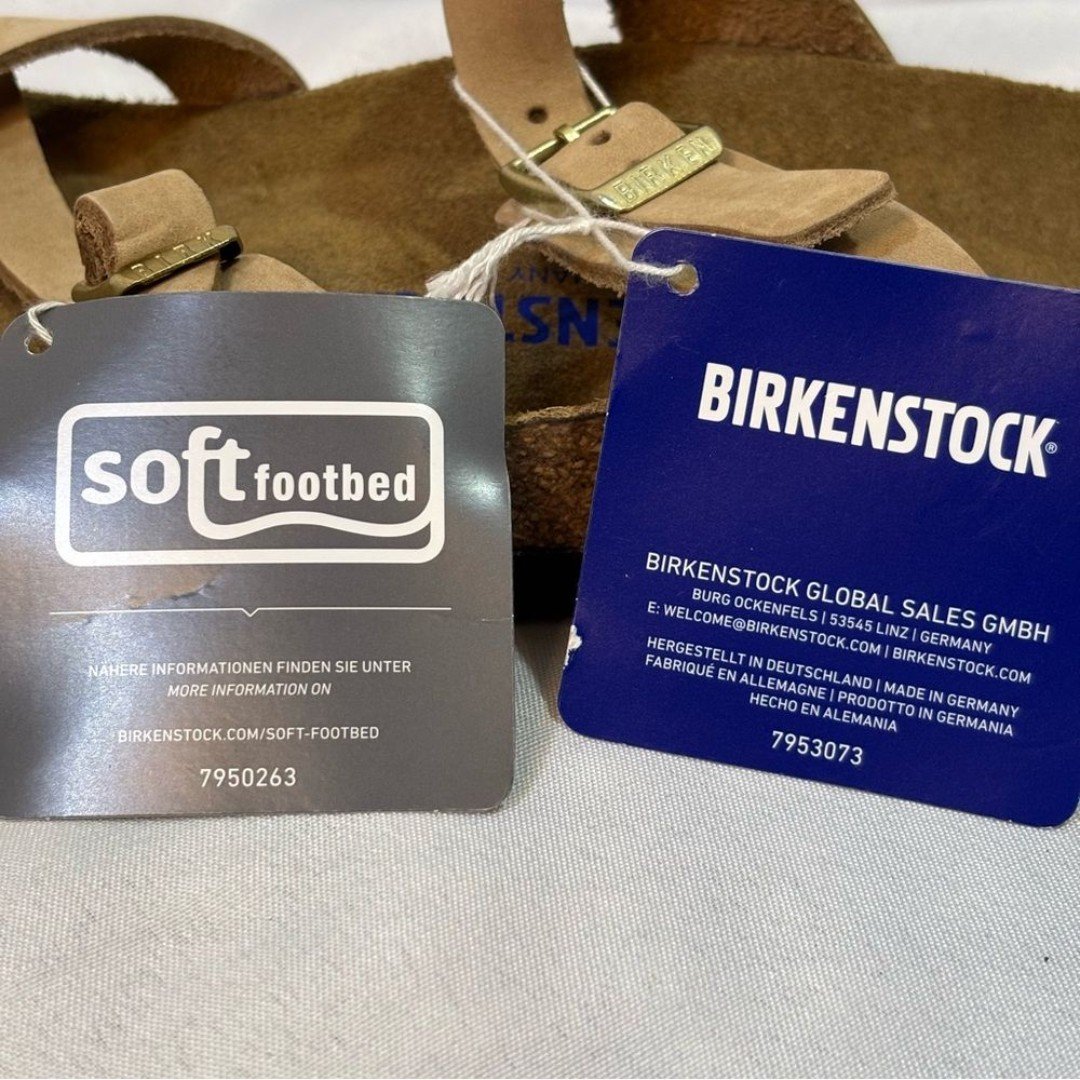 BIRKEN
BIRK
soft footbed
NÄHERE INFORMATIONEN FINDEN SIE UNTER
MORE INFORMATION ON
BIRKENSTOCK.COM/SOFT-FOOTBED
7950263
BIRKENSTOCK®
BIRKENSTOCK GLOBAL SALES GMBH
BURG OCKENFELS | 53545 LINZ | GERMANY
E: WELCOME@BIRKENSTOCK.COM | BIRKENSTOCK.COM
HERGESTELLT IN DEUTSCHLAND | MADE IN GERMANY
FABRIQUÉ EN ALLEMAGNE | PRODOTTO IN GERMANIA
HECHO EN ALEMANIA
7953073